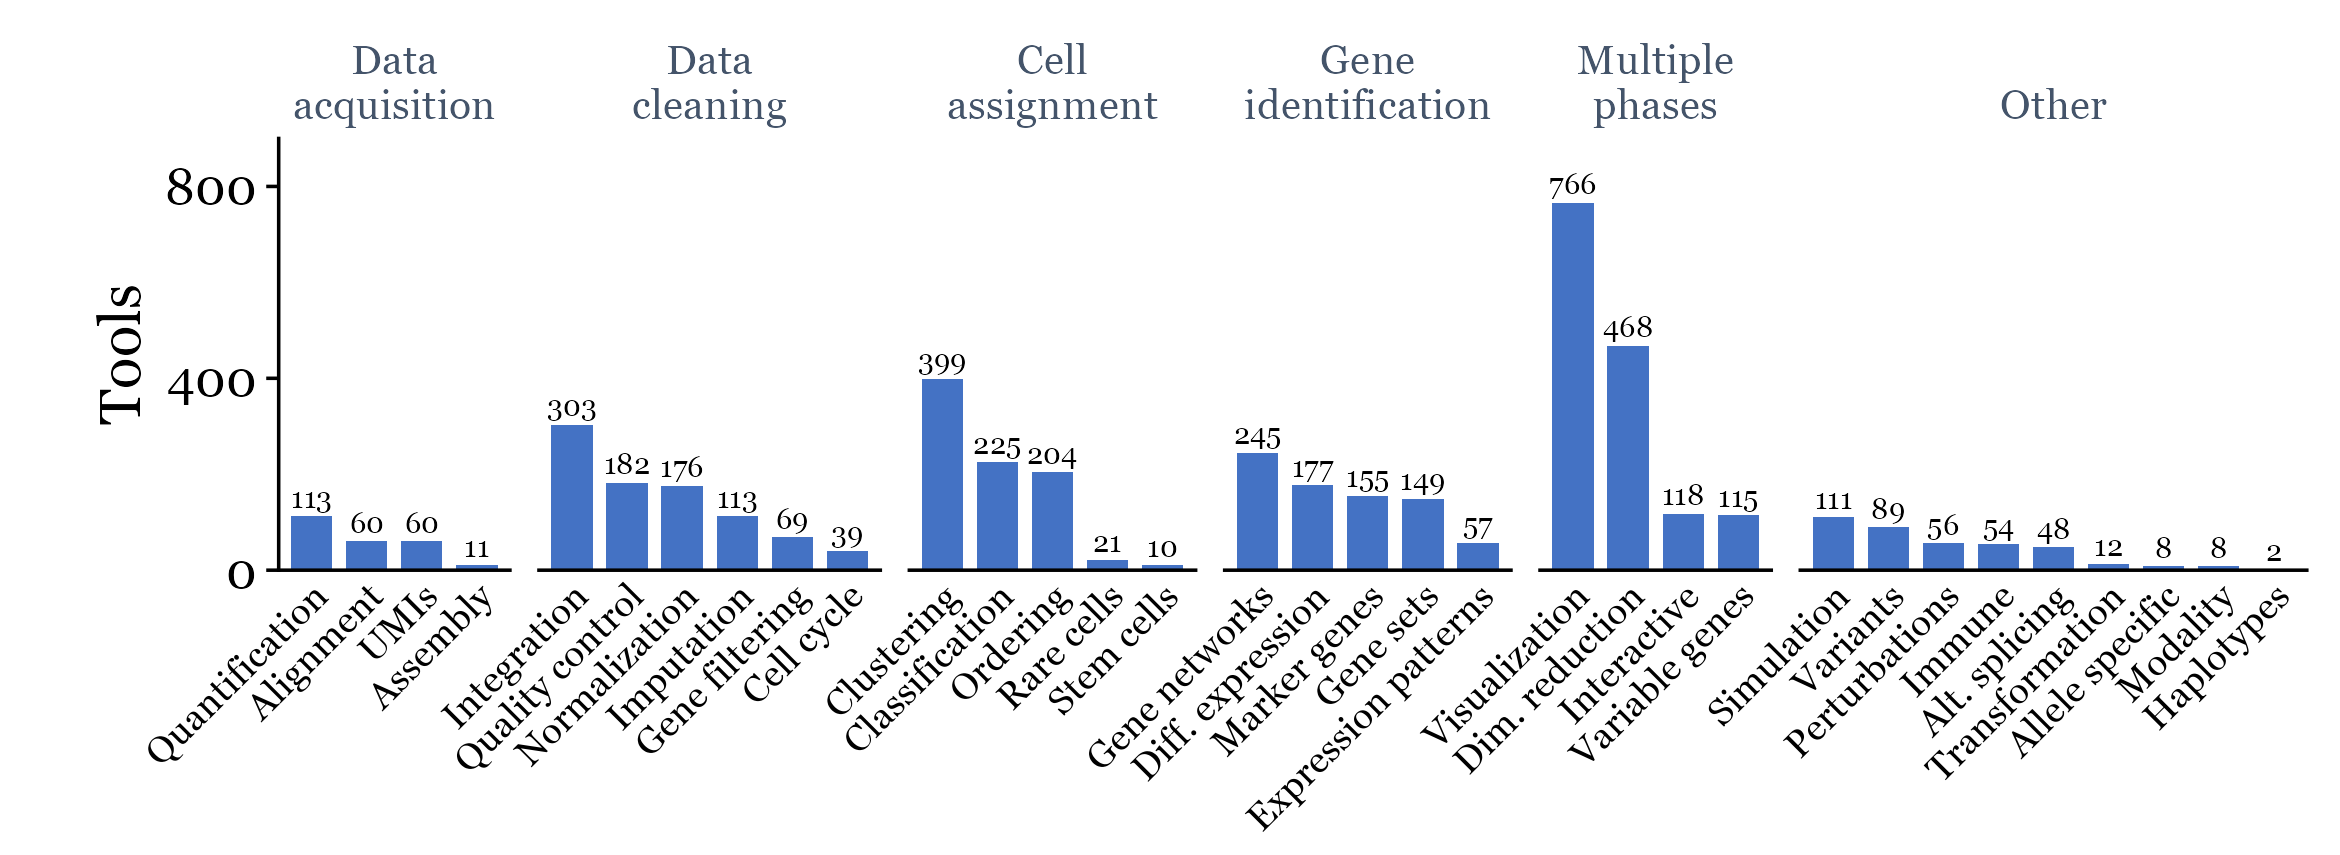 Data
acquisition
Data
cleaning
Cell
assignment
Gene
identification
Multiple
phases
Other
Tools
800
400
0
113
60
60
11
303
182
176
113
69
39
399
225
204
21
10
245
177
155
149
57
766
468
118
115
111
89
56
54
48
12
8
8
2
Quantification
Alignment
UMIs
Assembly
Integration
Quality control
Normalization
Imputation
Gene filtering
Cell cycle
Clustering
Classification
Ordering
Rare cells
Stem cells
Gene networks
Diff. expression
Marker genes
Gene sets
Expression patterns
Visualization
Dim. reduction
Interactive
Variable genes
Simulation
Variants
Perturbations
Immune
Alt. splicing
Transformation
Allele specific
Modality
Haplotypes